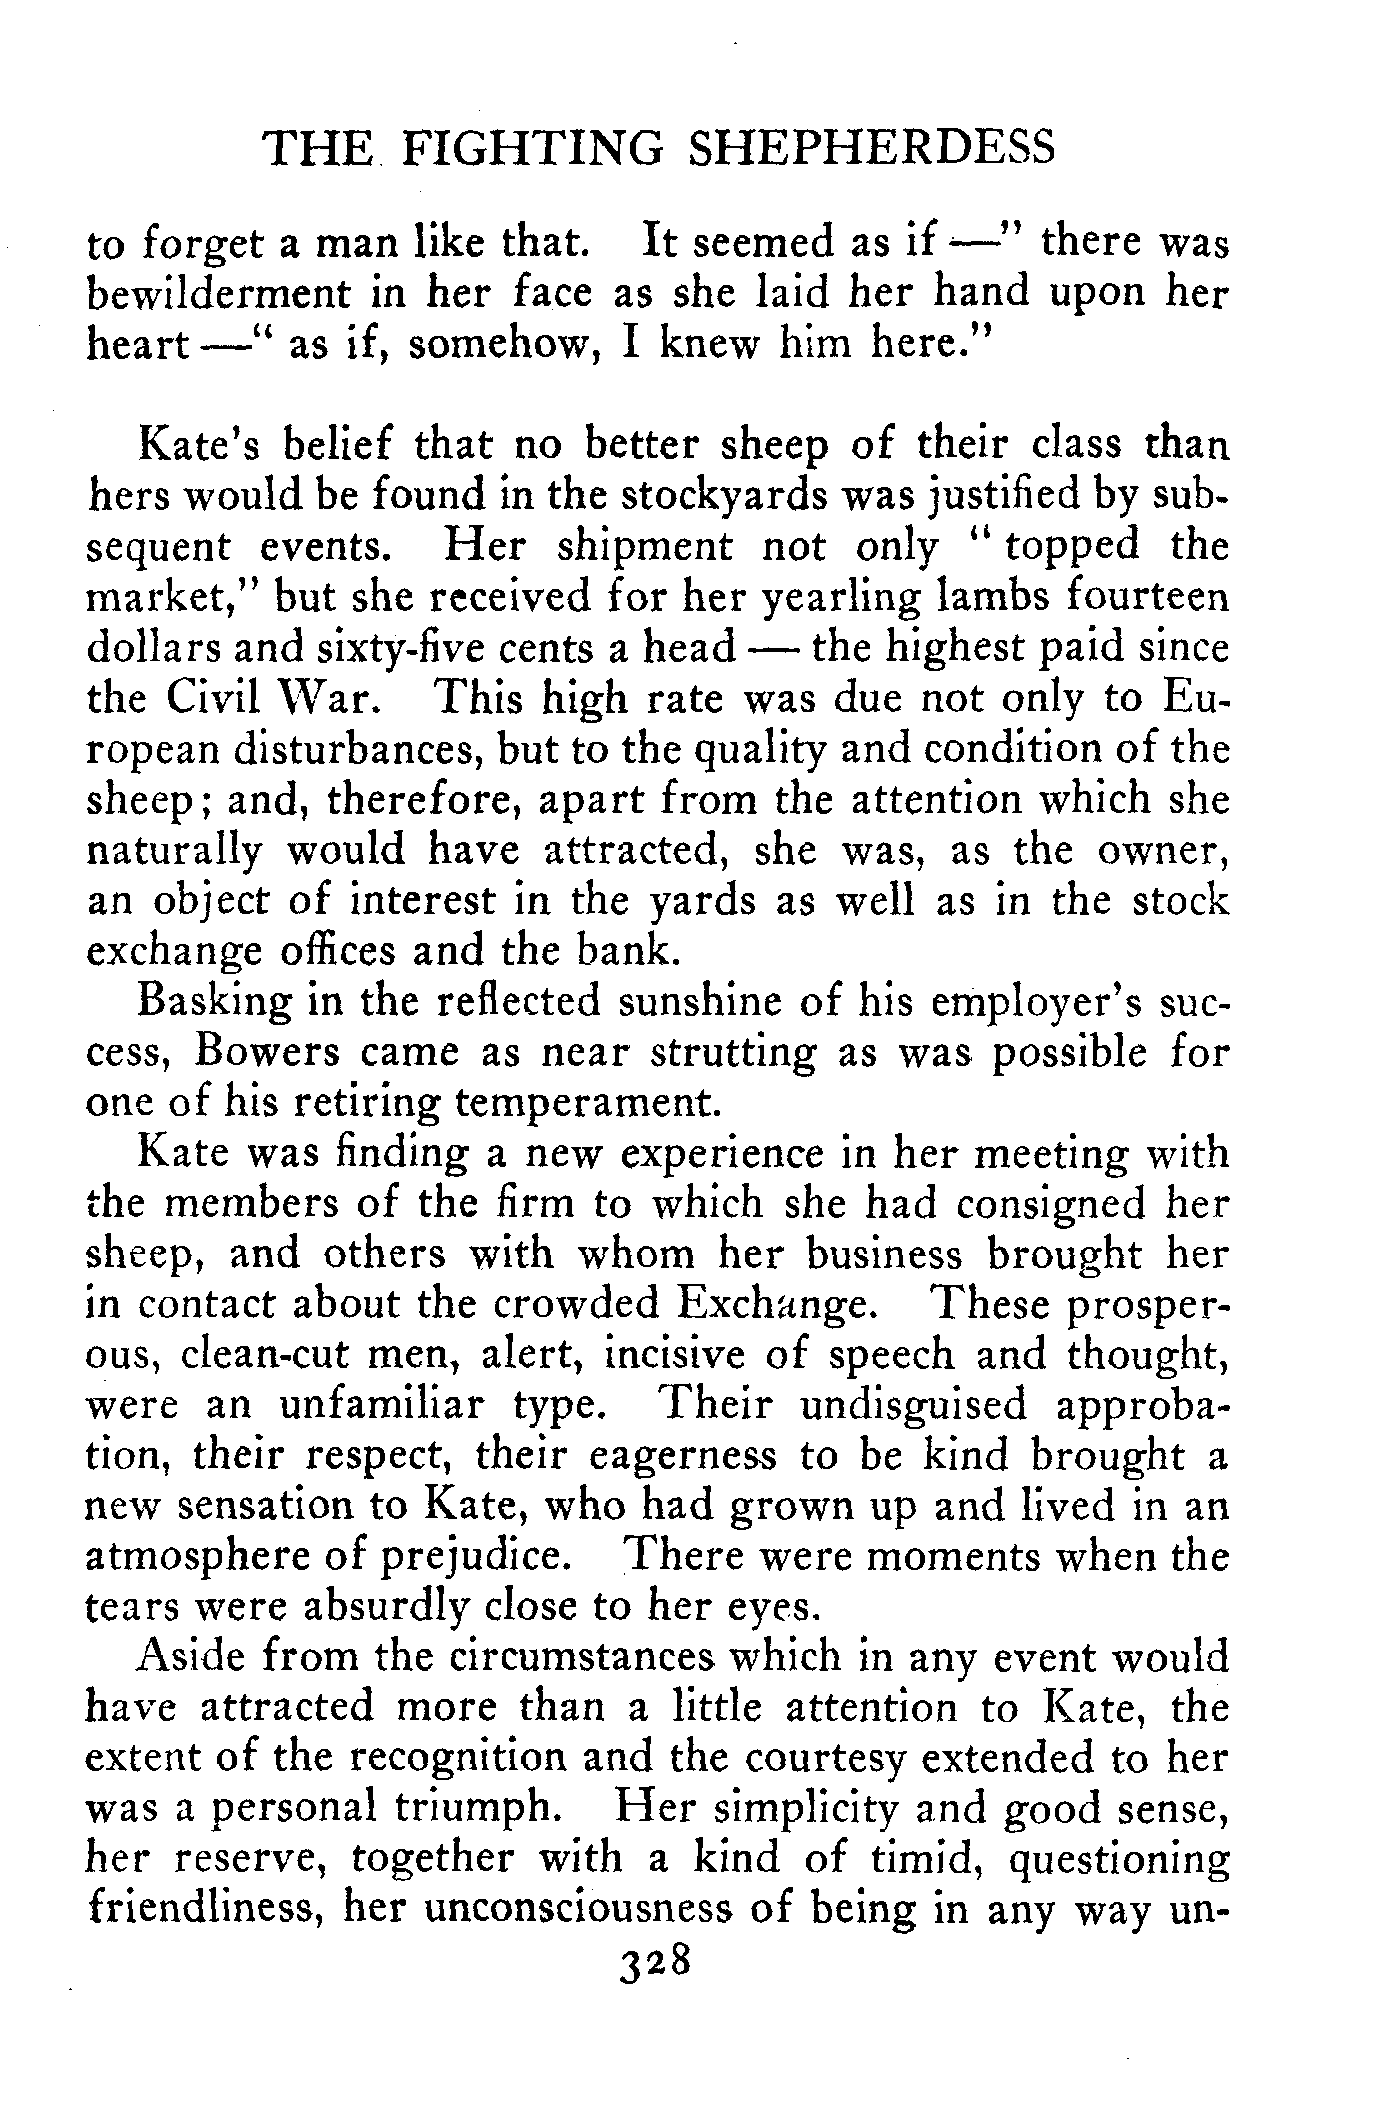 THE FIGHTING SHEPHERDESS
to forget a man like that. It seemed as if —" there was
bewilderment in her face as she laid her hand upon her
heart —" as if, somehow, I knew him here."
Kate's belief that no better sheep of their class than
hers would be found in the stockyards was justified by sub-
sequent events. Her shipment not only " topped the
market," but she received for her yearling lambs fourteen
dollars and sixty-five cents a head — the highest paid since
the Civil War. This high rate was due not only to Eu-
ropean disturbances, but to the quality and condition of the
sheep; and, therefore, apart from the attention which she
naturally would have attracted, she was, as the owner,
an object of interest in the yards as well as in the stock
exchange offices and the bank.
Basking in the reflected sunshine of his employer's suc-
cess, Bowers came as near strutting as was possible for
one of his retiring temperament.
Kate was finding a new experience in her meeting with
the members of the firm to which she had consigned her
sheep, and others with whom her business brought her
in contact about the crowded Exchange. These prosper-
ous, clean-cut men, alert, incisive of speech and thought,
were an unfamiliar type. Their undisguised approba-
tion, their respect, their eagerness to be kind brought a
new sensation to Kate, who had grown up and lived in an
atmosphere of prejudice. There were moments when the
tears were absurdly close to her eyes.
Aside from the circumstances which in any event would
have attracted more than a little attention to Kate, the
extent of the recognition and the courtesy extended to her
was a personal triumph. Her simplicity and good sense,
her reserve, together with a kind of timid, questioning
friendliness, her unconsciousness of being in any way un-
328